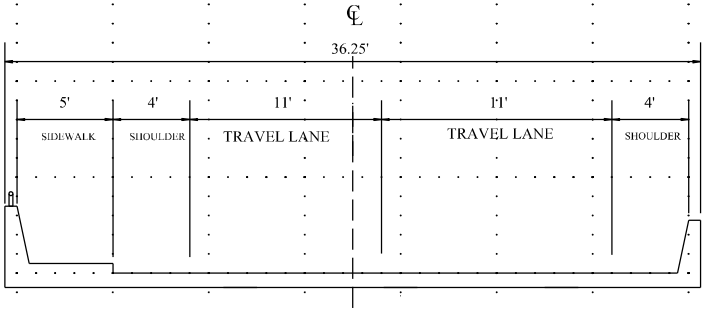 ℄
36.25'
5' 4' 11' 11' 4'
SIDEWALK SHOULDER TRAVEL LANE TRAVEL LANE SHOULDER